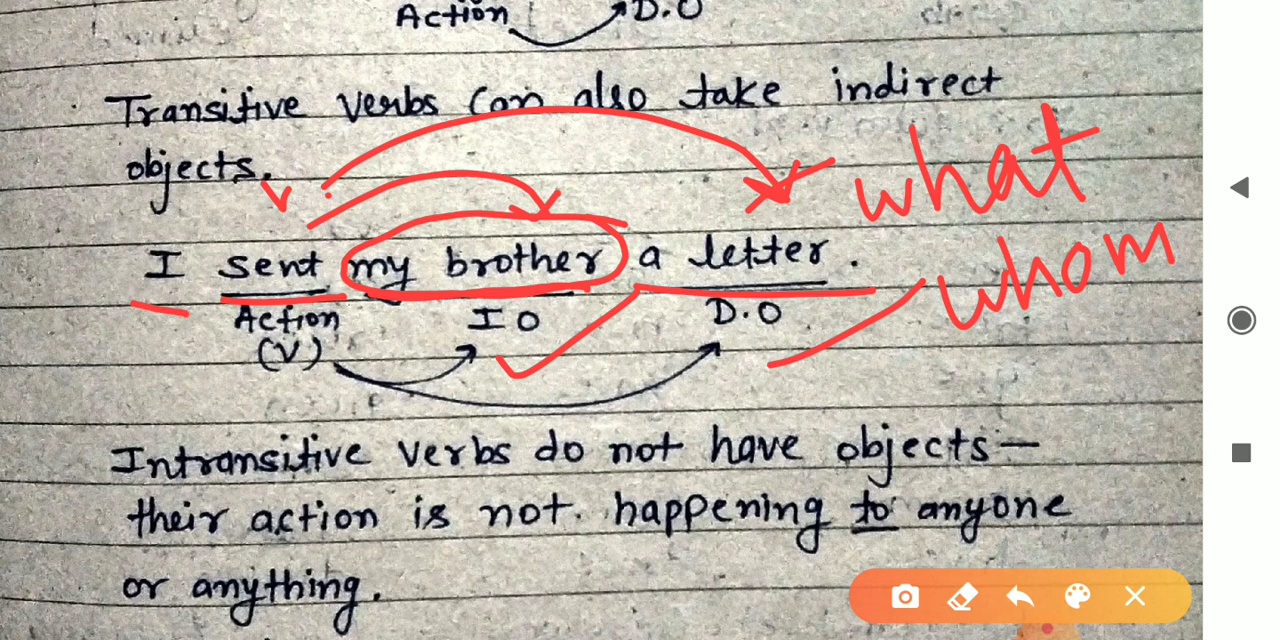 Action D.O
Transitive verbs can also take indirect
objects.
what
I sent my brother a letter.
whom
Action I O D.O
(V)
Intransitive verbs do not have objects—
their action is not. happening to anyone
or anything.